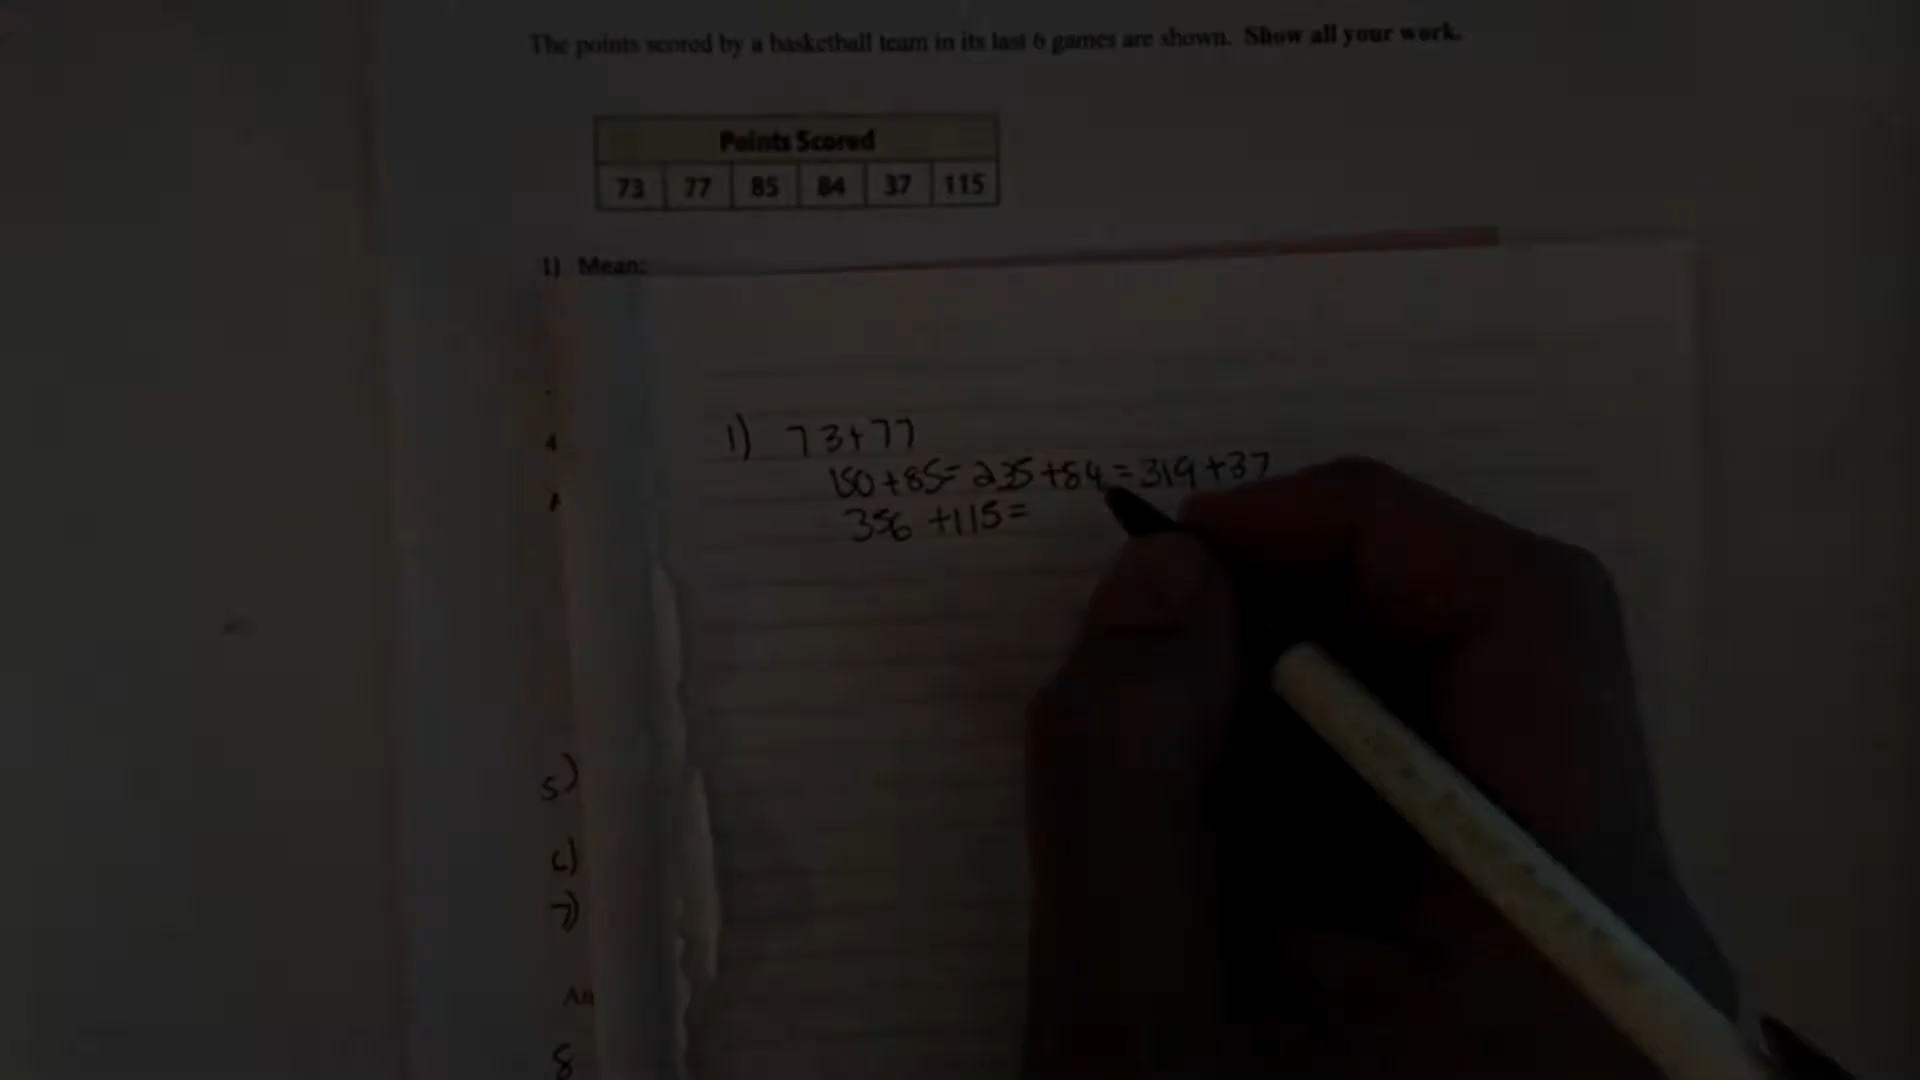 The points scored by a basketball team in its last 6 games are shown. Show all your work.
Points Scored
73 77 85 84 37 115
1) Mean:
4
1) 73+77
150+85= 235+84=319+37
356 +115=
5)
6)
7)
8